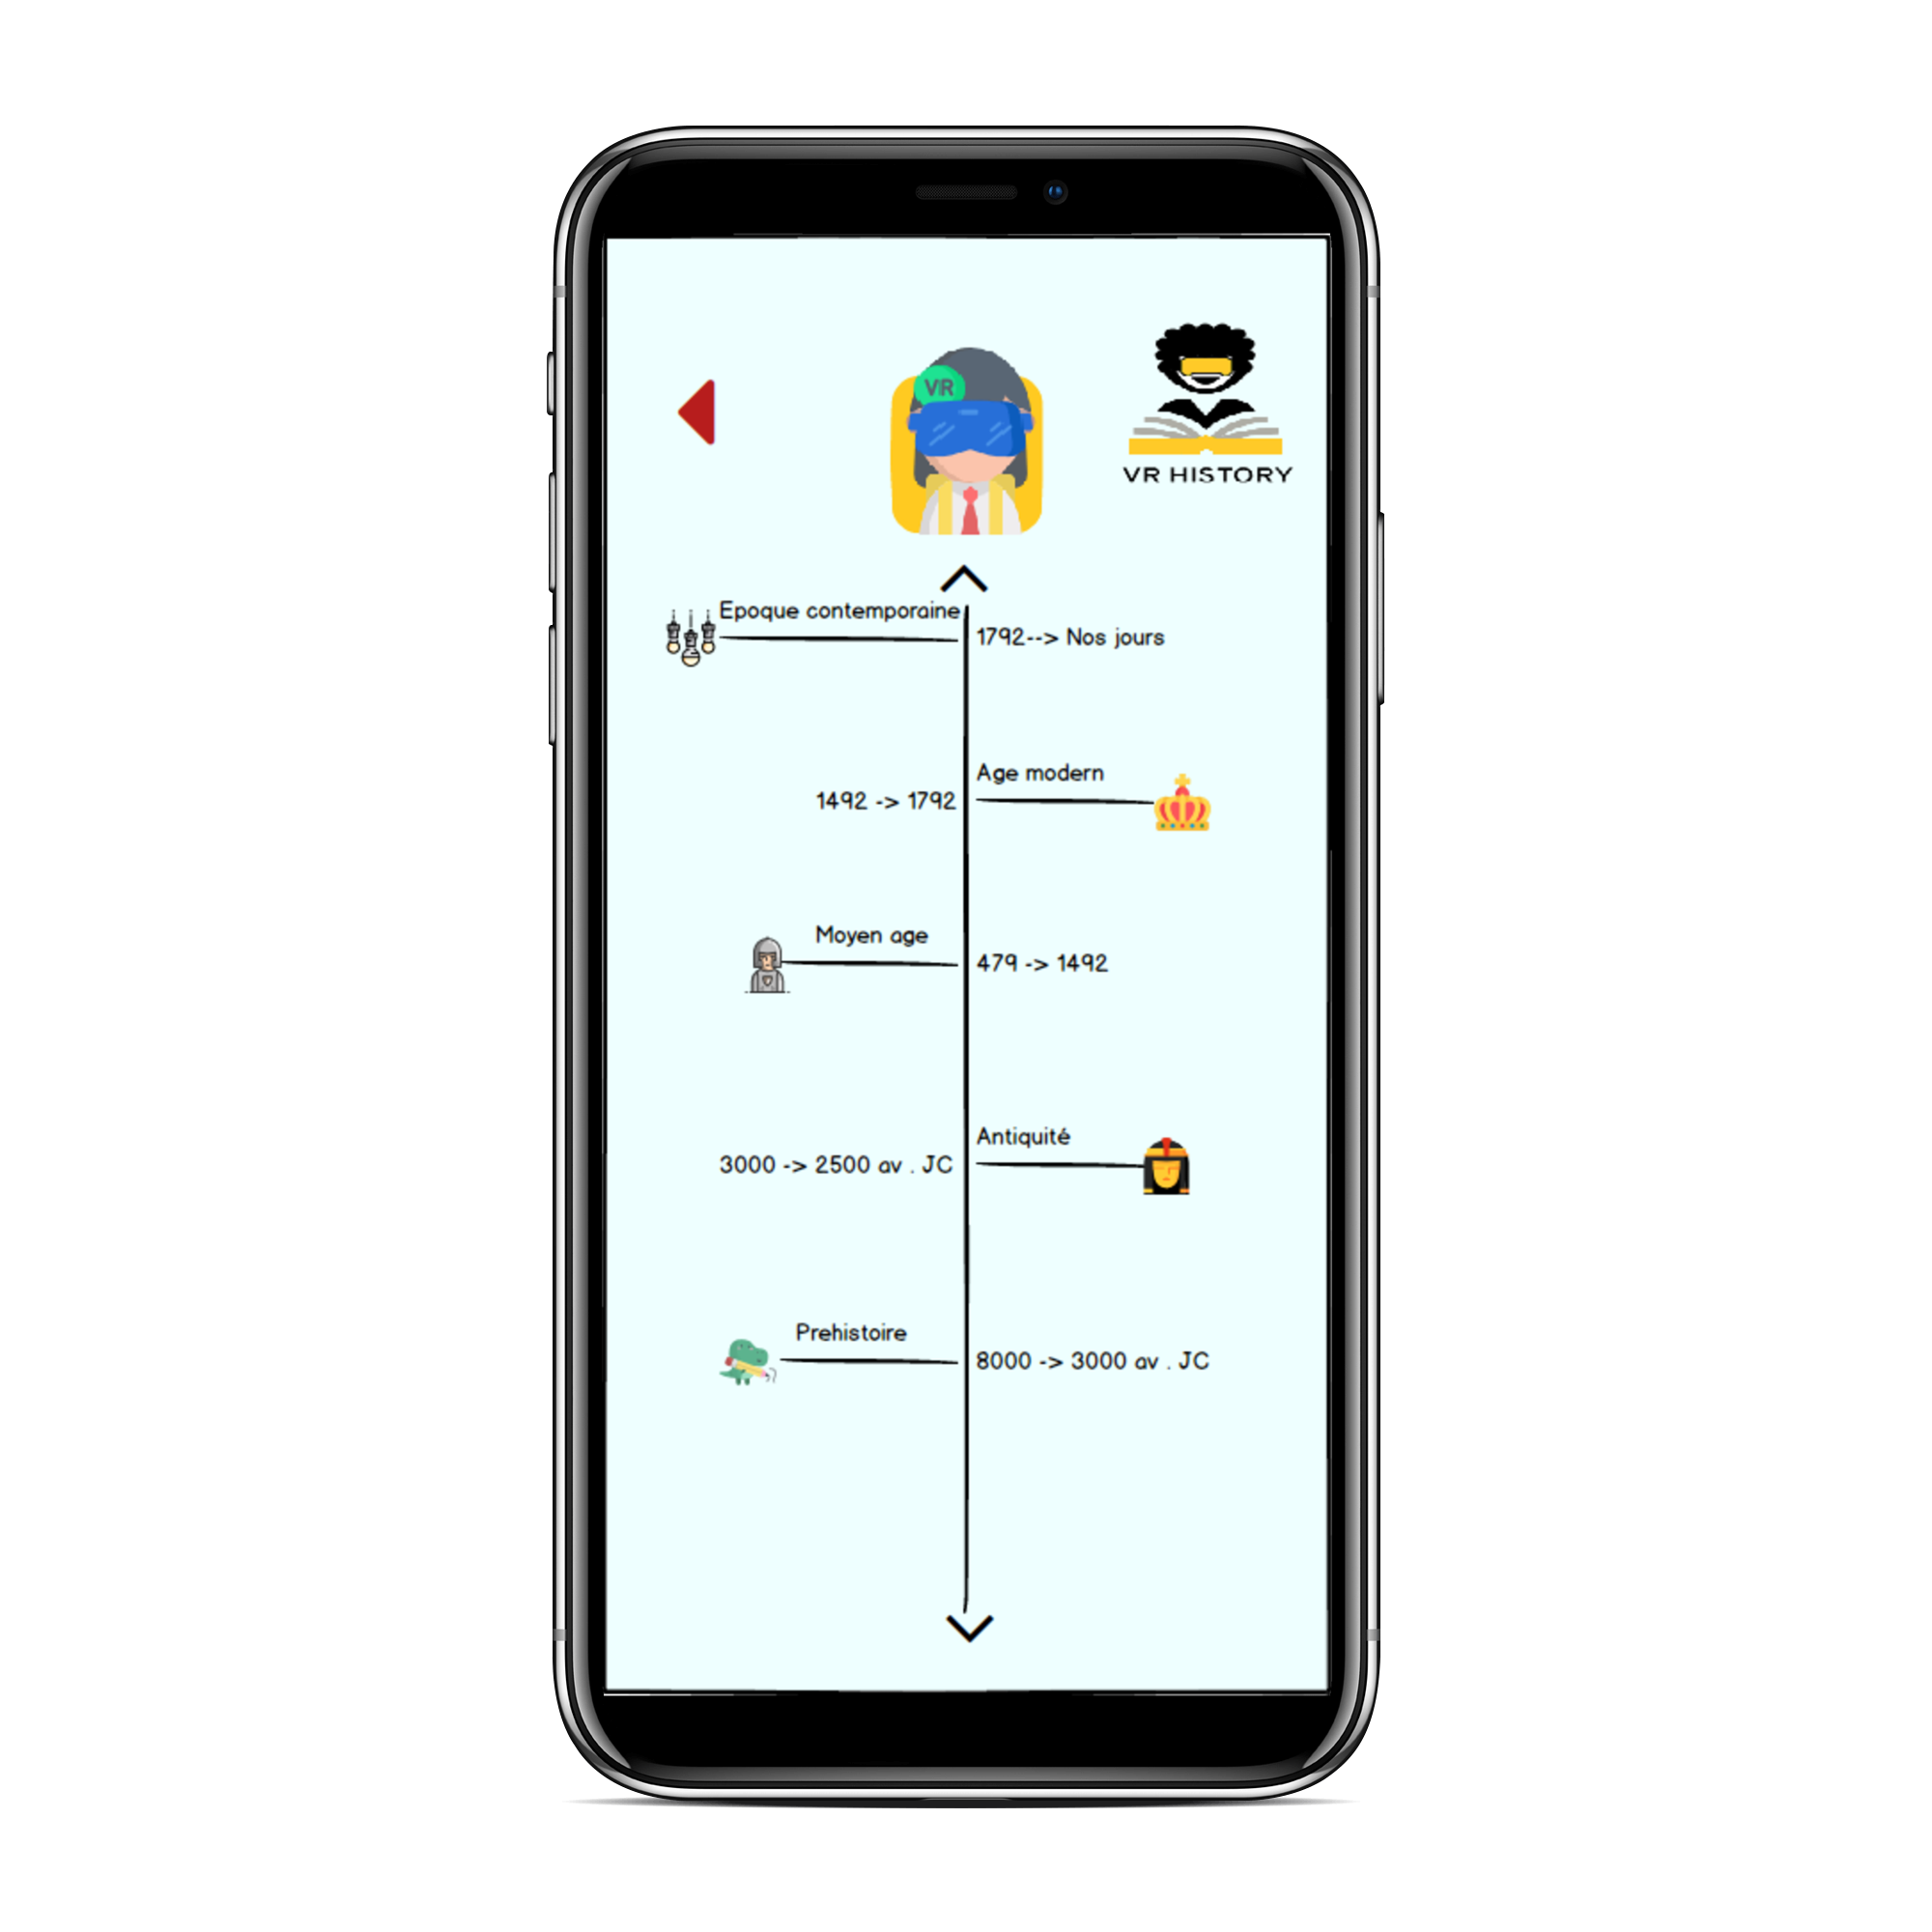 VR
VR HISTORY
Epoque contemporaine
1792--> Nos jours
Age modern
1492 -> 1792
Moyen age
479 -> 1492
Antiquité
3000 -> 2500 av . JC
Prehistoire
8000 -> 3000 av . JC